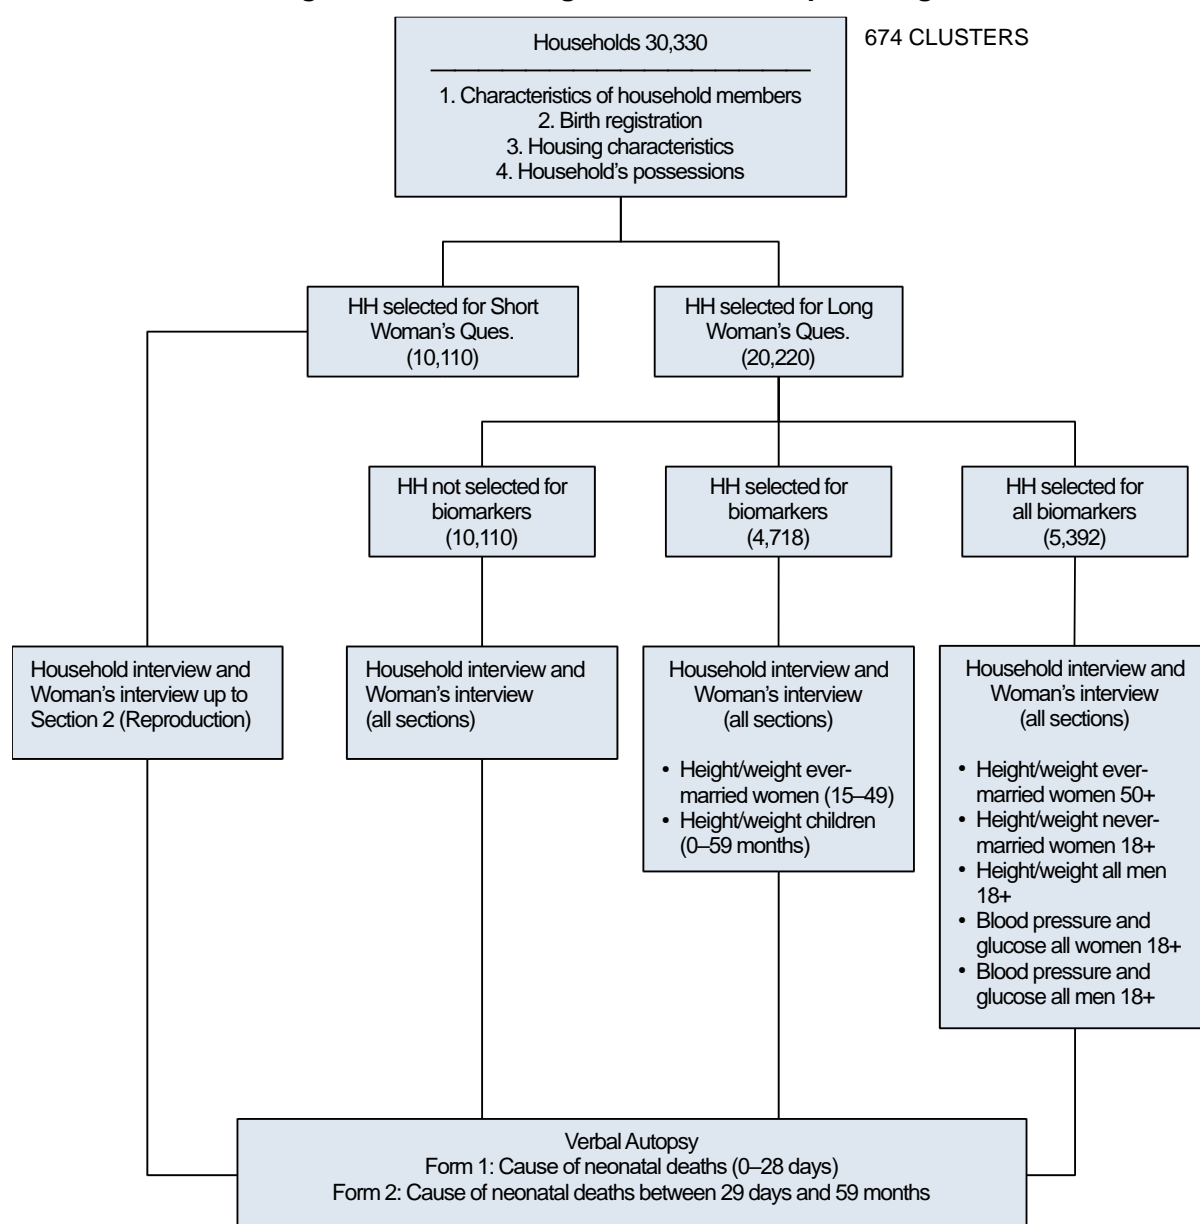 Households 30,330
674 CLUSTERS
1. Characteristics of household members
2. Birth registration
3. Housing characteristics
4. Household's possessions
HH selected for Short
Woman's Ques.
(10,110)
HH selected for Long
Woman's Ques.
(20,220)
HH not selected for
biomarkers
(10,110)
HH selected for
biomarkers
(4,718)
HH selected for
all biomarkers
(5,392)
Household interview and
Woman's interview up to
Section 2 (Reproduction)
Household interview and
Woman's interview
(all sections)
Household interview and
Woman's interview
(all sections)
• Height/weight ever-
married women (15–49)
• Height/weight children
(0–59 months)
Household interview and
Woman's interview
(all sections)
• Height/weight ever-
married women 50+
• Height/weight never-
married women 18+
• Height/weight all men
18+
• Blood pressure and
glucose all women 18+
• Blood pressure and
glucose all men 18+
Verbal Autopsy
Form 1: Cause of neonatal deaths (0–28 days)
Form 2: Cause of neonatal deaths between 29 days and 59 months